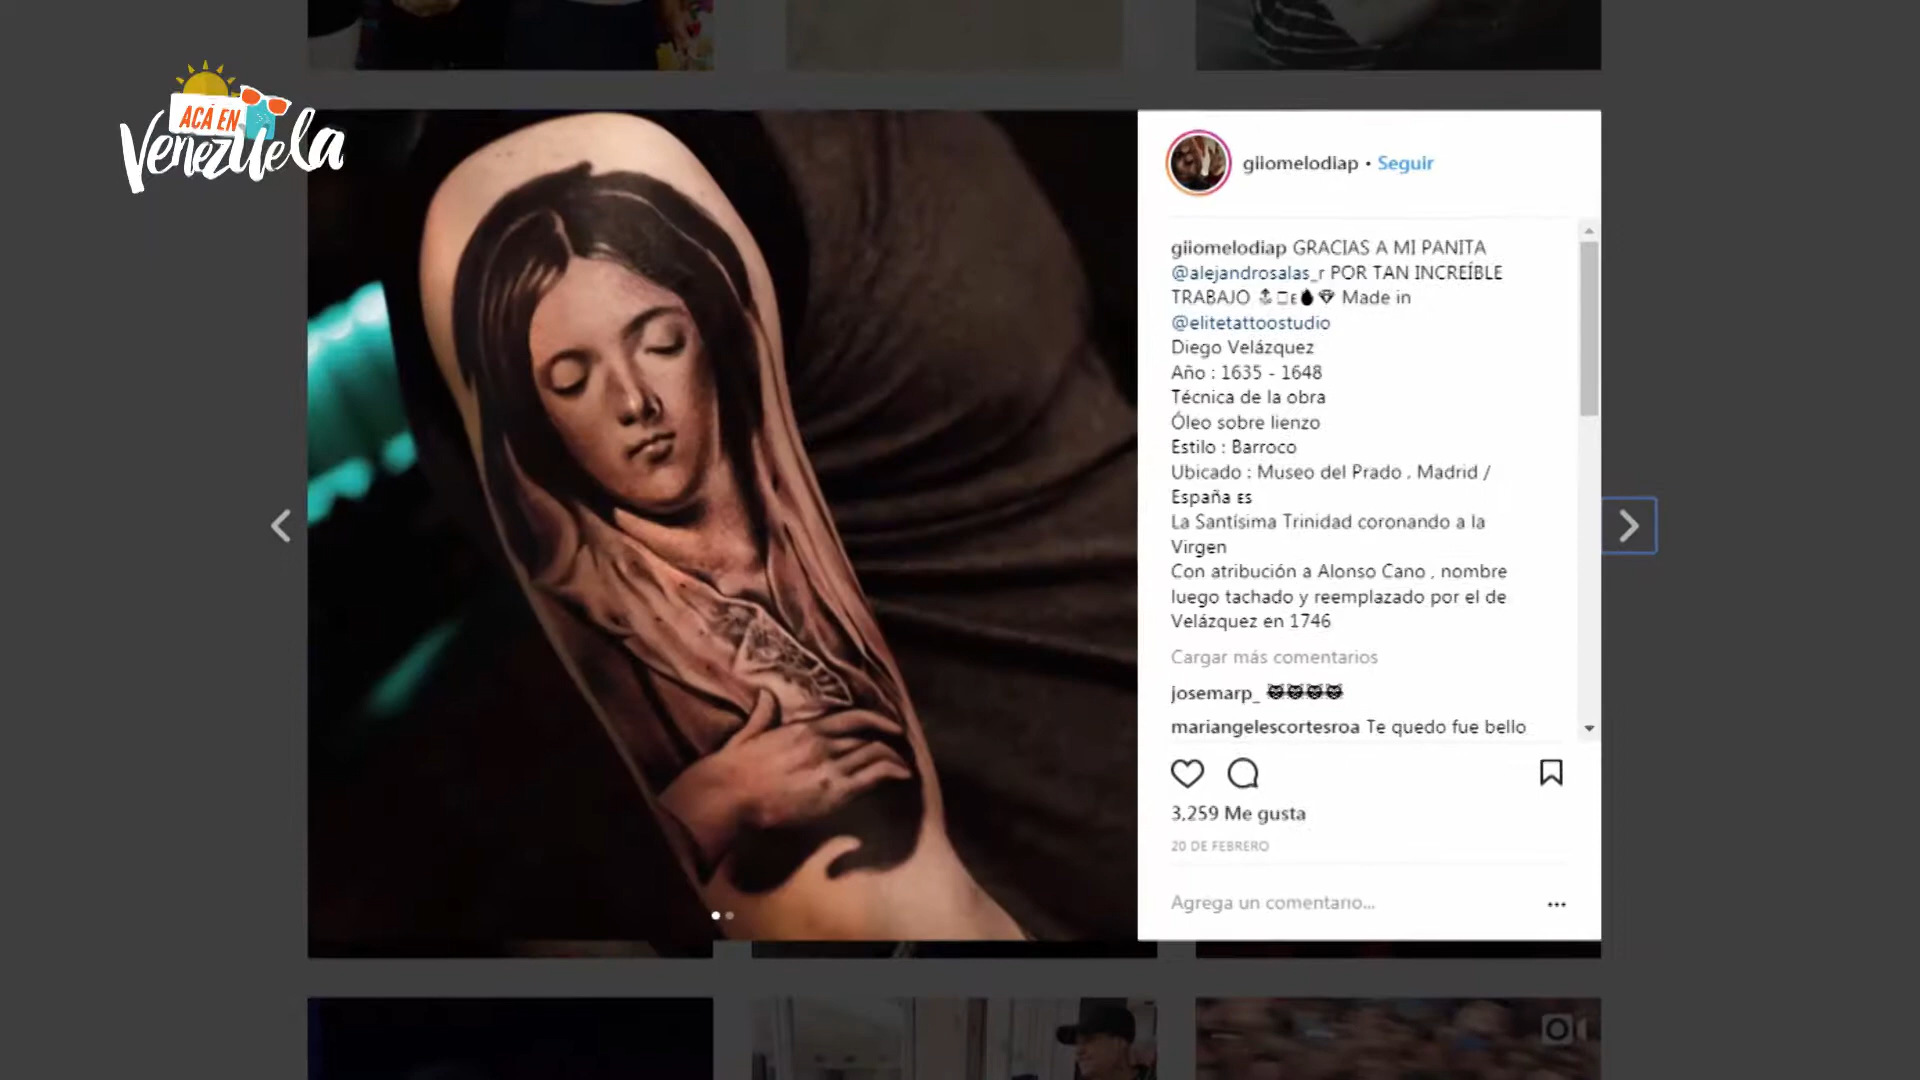 ACÁ EN
Venezuela
giiomelodiap • Seguir
giiomelodiap GRACIAS A MI PANITA
@alejandrosalas_r POR TAN INCREÍBLE
TRABAJO Made in
@elitetattoostudio
Diego Velázquez
Año : 1635 - 1648
Técnica de la obra
Óleo sobre lienzo
Estilo : Barroco
Ubicado : Museo del Prado , Madrid /
España ES
La Santísima Trinidad coronando a la
Virgen
Con atribución a Alonso Cano , nombre
luego tachado y reemplazado por el de
Velázquez en 1746
Cargar más comentarios
josemarp_
mariangelescortesroa Te quedo fue bello
3,259 Me gusta
20 DE FEBRERO
Agrega un comentario...